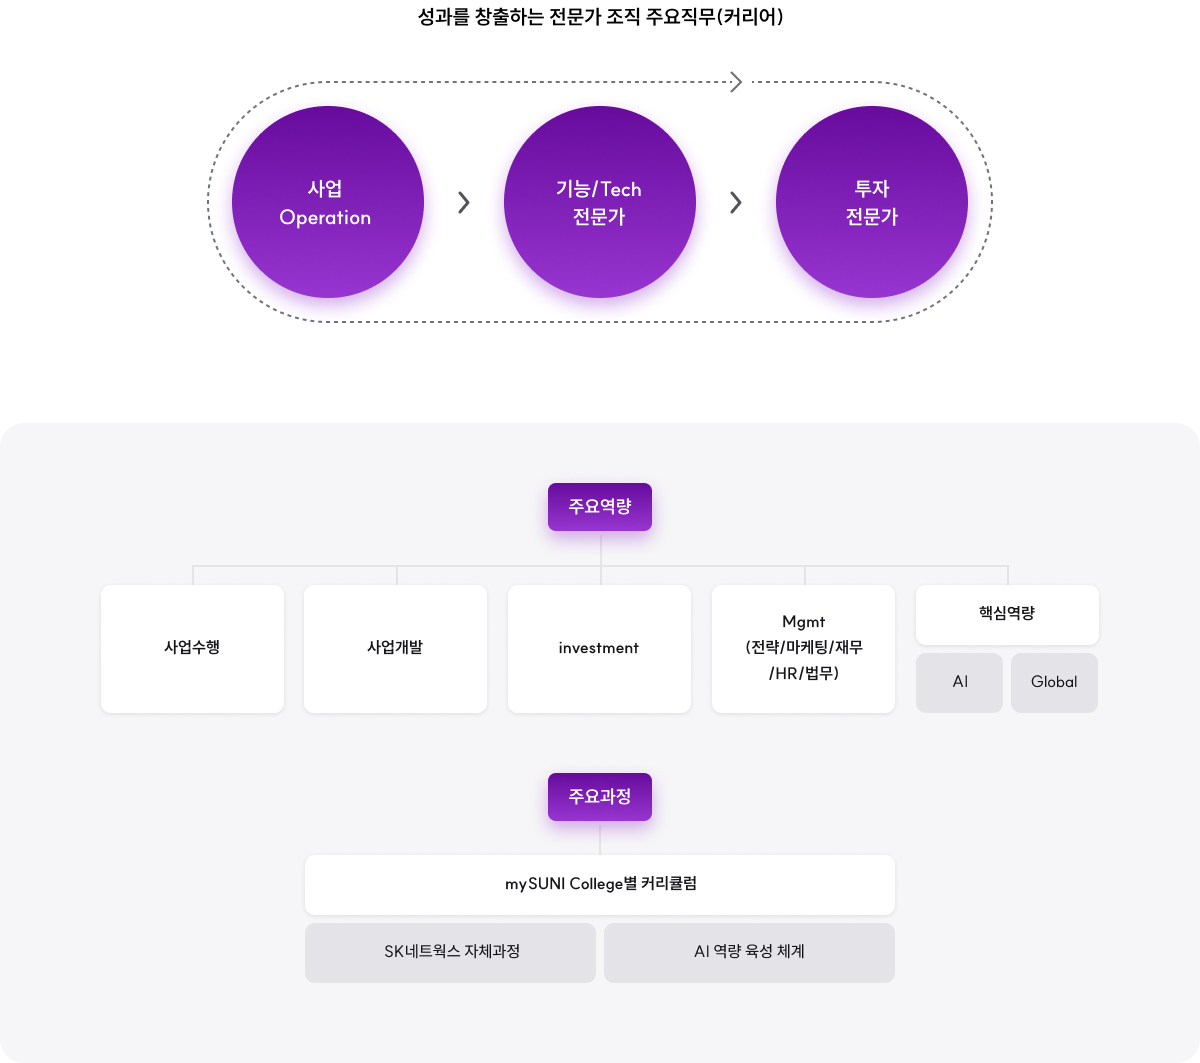 성과를 창출하는 전문가 조직 주요직무(커리어)
사업
Operation
기능/Tech
전문가
투자
전문가
주요역량
사업수행
사업개발
investment
Mgmt
(전략/마케팅/재무
/HR/법무)
핵심역량
AI
Global
주요과정
mySUNI College별 커리큘럼
SK네트웍스 자체과정
AI 역량 육성 체계